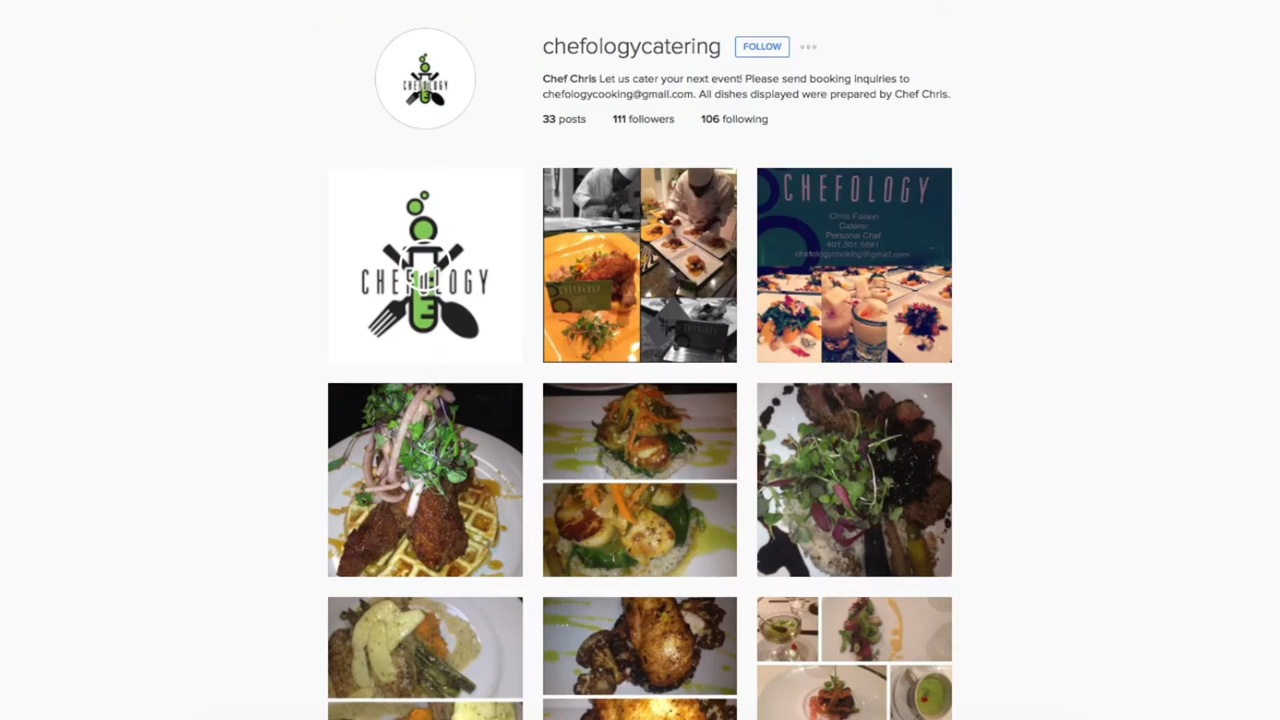 chefologycatering FOLLOW
Chef Chris Let us cater your next event! Please send booking inquiries to
chefologycooking@gmail.com. All dishes displayed were prepared by Chef Chris.
33 posts 111 followers 106 following
CHEFOLOGY
CHEFOLOGY
CHEFOLOGY
CHEFOLOGY
Caterer
Personal Chef
chefologycooking@gmail.com